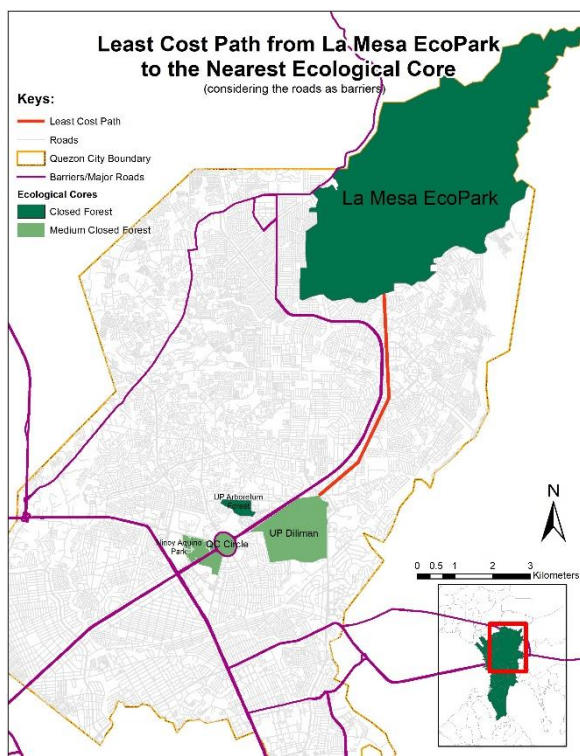 Least Cost Path from La Mesa EcoPark
to the Nearest Ecological Core
(considering the roads as barriers)
Keys:
Least Cost Path
Roads
Quezon City Boundary
Barriers/Major Roads
Ecological Cores
Closed Forest
Medium Closed Forest
La Mesa EcoPark
UP Arboretum
Forest
UP Diliman
Ninoy Aquino
Park
QC Circle
N
0 0.5 1 2 3
Kilometers